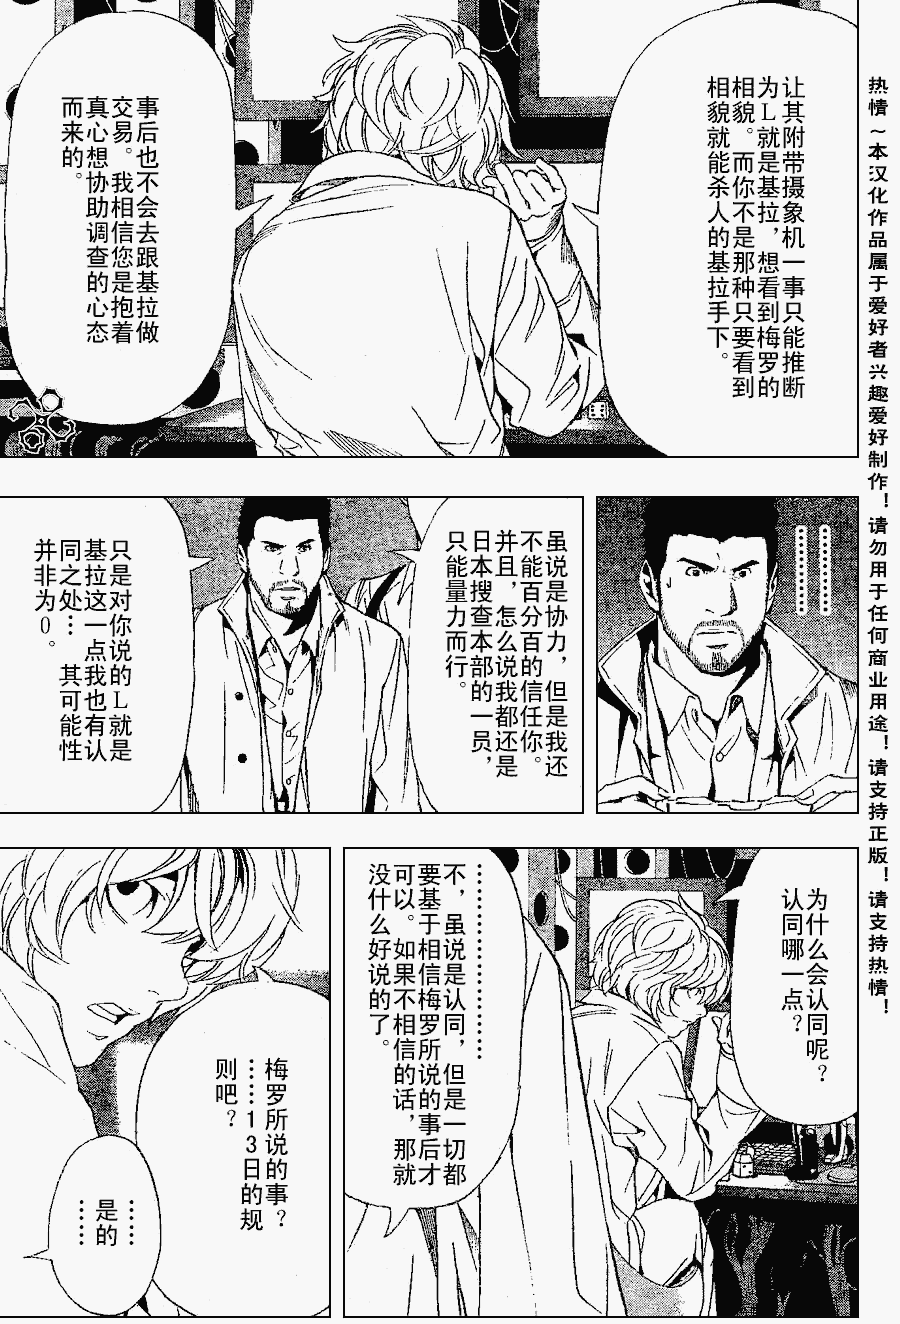 让其附带摄象机一事只能推断
为L就是基拉，想看到梅罗的
相貌。而你不是那种只要看到
相貌就能杀人的基拉手下。
事后也不会去跟基拉做
交易。我相信您是抱着
真心想协助调查的心态
而来的。
…………
…………
虽说是协力，但是我还
不能百分百的信任你。
并且，怎么说我都还是
日本搜查本部的一员，
只能量力而行。
只是对你说的L就是
基拉这一点我也有认
同之处…其可能性
并非为0。
为什么会认同呢？
认同哪一点？
……………………
不，虽说是认同，但是一切都
要基于相信梅罗所说的事后才
可以。如果不相信的话，那就
没什么好说的了。
梅罗所说的事？
……13日的规
则吧？
……
是的
……
热情~本汉化作品属于爱好者兴趣爱好制作！请勿用于任何商业用途！请支持正版！请支持热情！